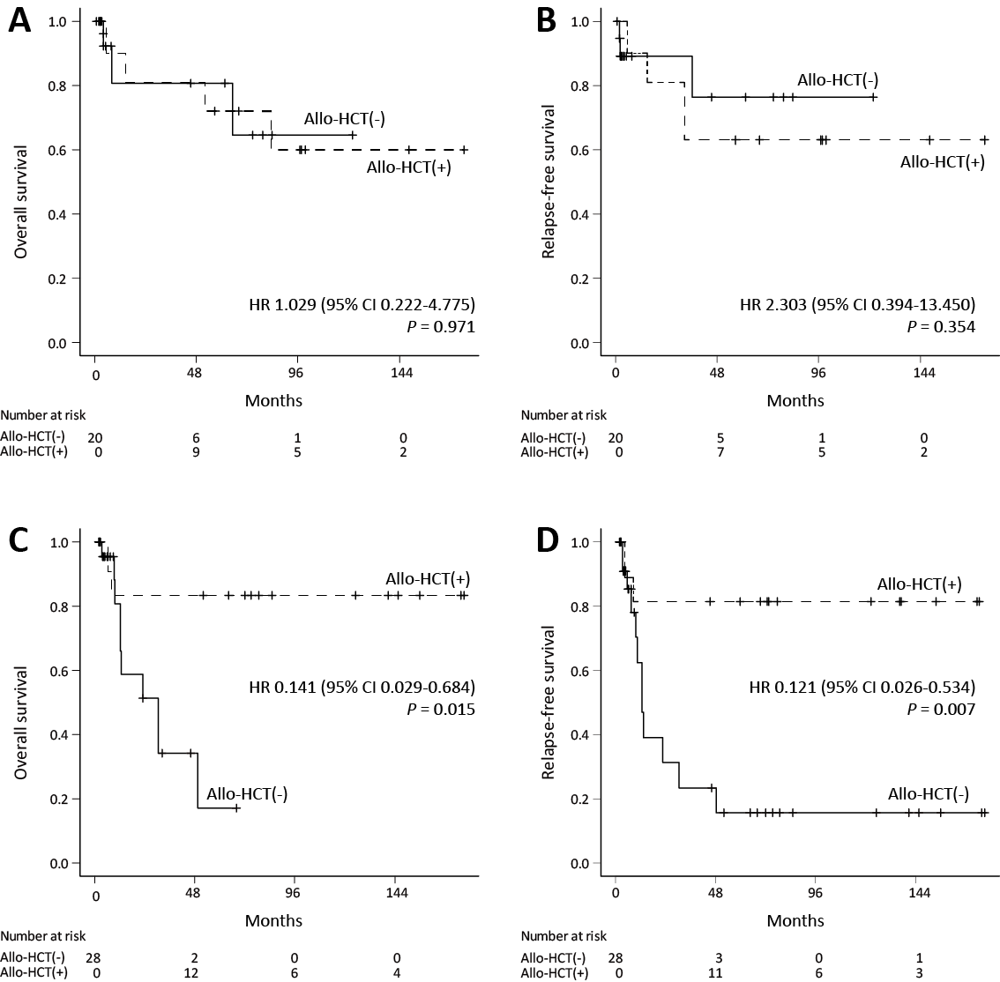 A
1.0
0.8
0.6
0.4
0.2
0.0
Overall survival
Allo-HCT(-)
Allo-HCT(+)
HR 1.029 (95% CI 0.222-4.775)
P = 0.971
0 48 96 144
Months
Number at risk
Allo-HCT(-) 20 6 1 0
Allo-HCT(+) 0 9 5 2
B
1.0
0.8
0.6
0.4
0.2
0.0
Relapse-free survival
Allo-HCT(-)
Allo-HCT(+)
HR 2.303 (95% CI 0.394-13.450)
P = 0.354
0 48 96 144
Months
Number at risk
Allo-HCT(-) 20 5 1 0
Allo-HCT(+) 0 7 5 2
C
1.0
0.8
0.6
0.4
0.2
0.0
Overall survival
Allo-HCT(+)
HR 0.141 (95% CI 0.029-0.684)
P = 0.015
Allo-HCT(-)
0 48 96 144
Months
Number at risk
Allo-HCT(-) 28 2 0 0
Allo-HCT(+) 0 12 6 4
D
1.0
0.8
0.6
0.4
0.2
0.0
Relapse-free survival
Allo-HCT(+)
HR 0.121 (95% CI 0.026-0.534)
P = 0.007
Allo-HCT(-)
0 48 96 144
Months
Number at risk
Allo-HCT(-) 28 3 0 1
Allo-HCT(+) 0 11 6 3